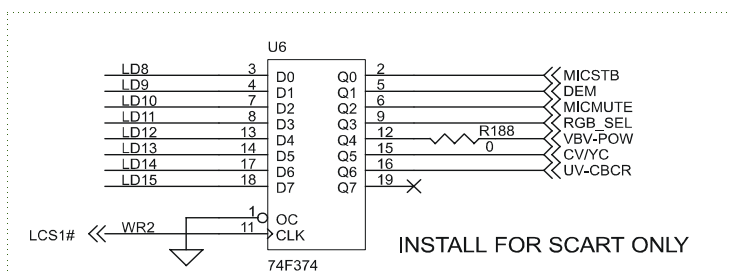 U6
LD8 3 D0 Q0 2 MICSTB
LD9 4 D1 Q1 5 DEM
LD10 7 D2 Q2 6 MICMUTE
LD11 8 D3 Q3 9 RGB_SEL
LD12 13 D4 Q4 12 R188 0 VBV-POW
LD13 14 D5 Q5 15 CV/YC
LD14 17 D6 Q6 16 UV-CBCR
LD15 18 D7 Q7 19
1 OC
LCS1# WR2 11 CLK
INSTALL FOR SCART ONLY
74F374